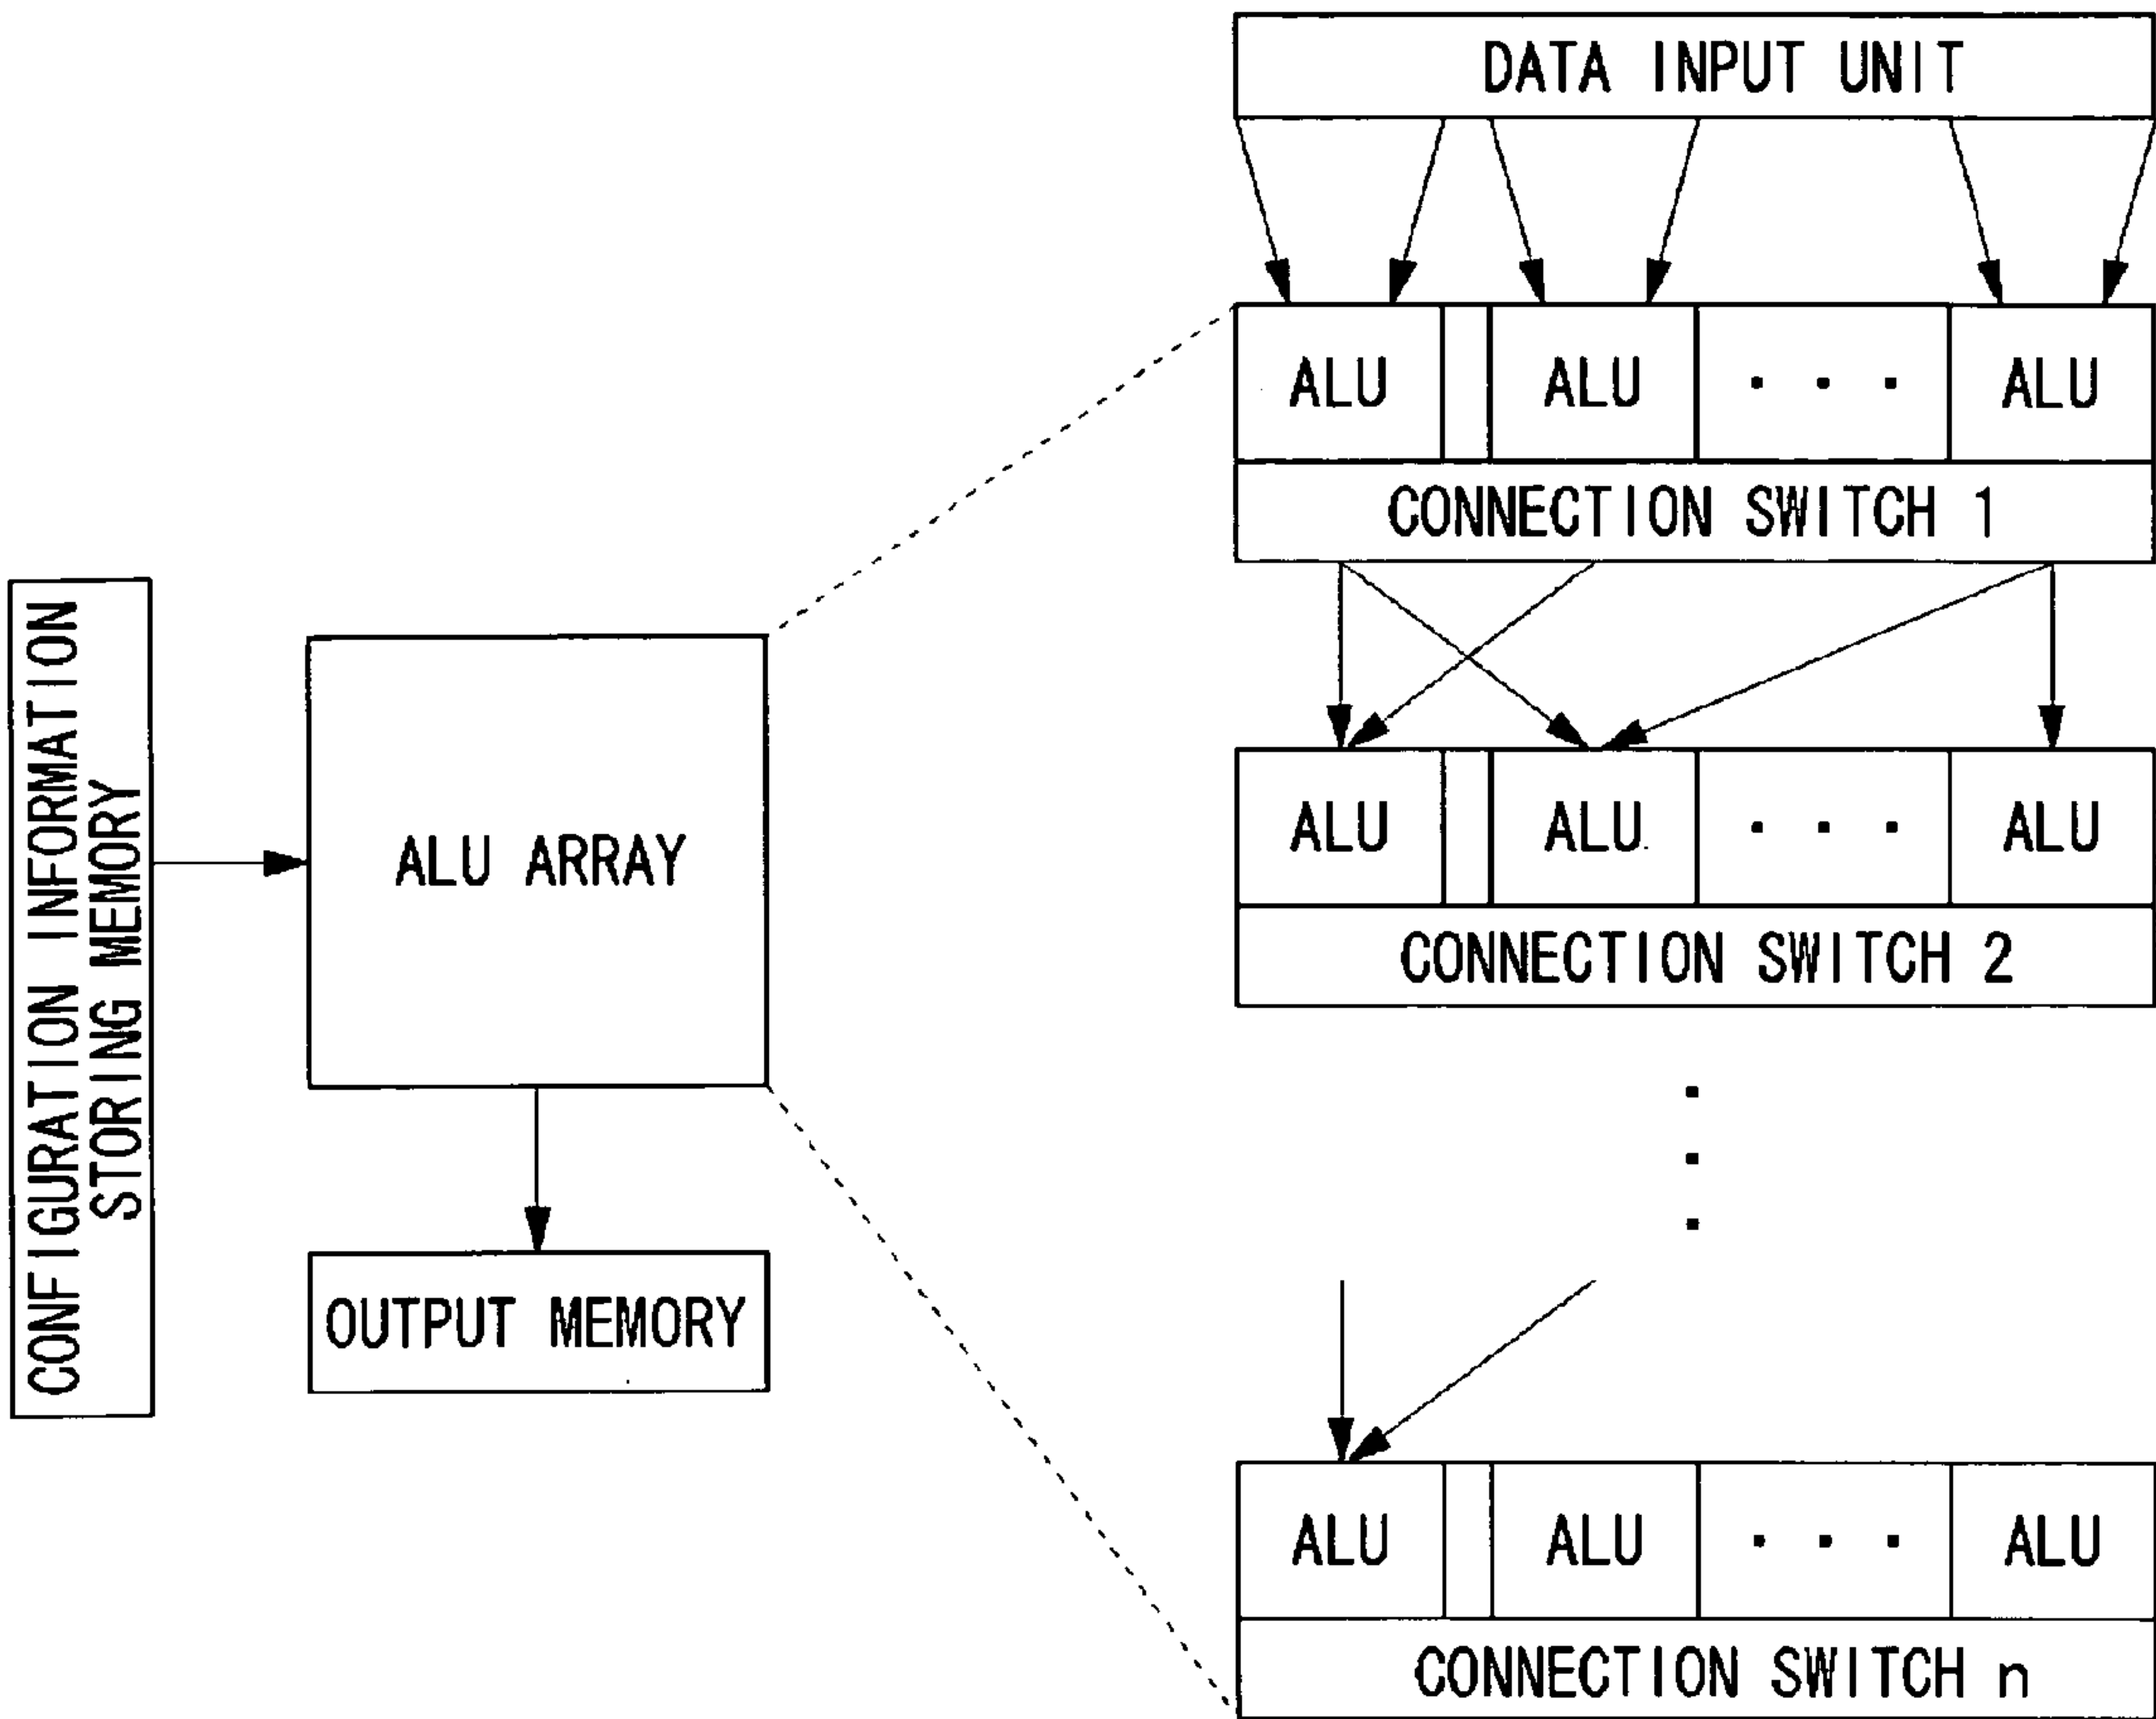 DATA INPUT UNIT
ALU ALU ・・・ ALU
CONNECTION SWITCH 1
CONFIGURATION INFORMATION
STORING MEMORY
ALU ARRAY
ALU ALU ・・・ ALU
CONNECTION SWITCH 2
OUTPUT MEMORY
ALU ALU ・・・ ALU
CONNECTION SWITCH n